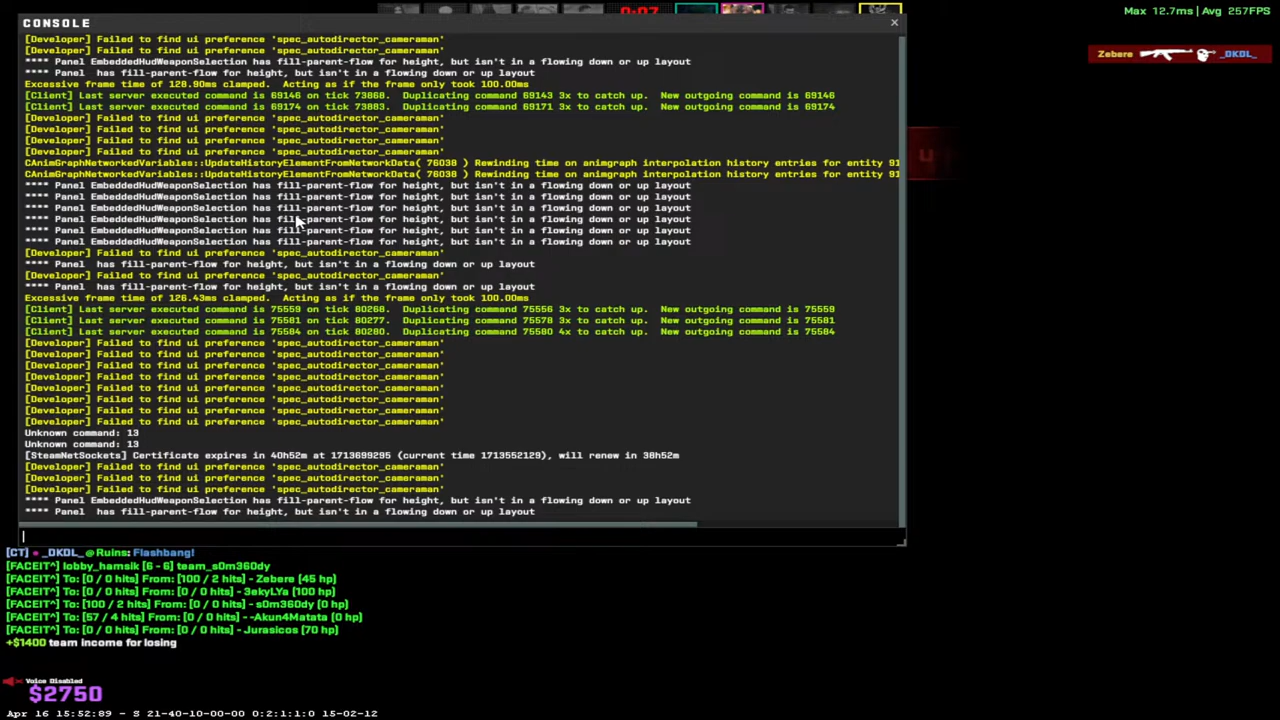 0:07
Max 12.7ms | Avg 257FPS
CONSOLE
Zebere _DKDL_
[Developer] Failed to find ui preference 'spec_autodirector_cameraman'
[Developer] Failed to find ui preference 'spec_autodirector_cameraman'
**** Panel EmbeddedHudWeaponSelection has fill-parent-flow for height, but isn't in a flowing down or up layout
**** Panel  has fill-parent-flow for height, but isn't in a flowing down or up layout
Excessive frame time of 128.90ms clamped.  Acting as if the frame only took 100.00ms
[Client] Last server executed command is 69146 on tick 73868.  Duplicating command 69143 3x to catch up.  New outgoing command is 69146
[Client] Last server executed command is 69174 on tick 73883.  Duplicating command 69171 3x to catch up.  New outgoing command is 69174
[Developer] Failed to find ui preference 'spec_autodirector_cameraman'
[Developer] Failed to find ui preference 'spec_autodirector_cameraman'
[Developer] Failed to find ui preference 'spec_autodirector_cameraman'
[Developer] Failed to find ui preference 'spec_autodirector_cameraman'
CAnimGraphNetworkedVariables::UpdateHistoryElementFromNetworkData( 76038 ) Rewinding time on animgraph interpolation history entries for entity 91
CAnimGraphNetworkedVariables::UpdateHistoryElementFromNetworkData( 76038 ) Rewinding time on animgraph interpolation history entries for entity 91
**** Panel EmbeddedHudWeaponSelection has fill-parent-flow for height, but isn't in a flowing down or up layout
**** Panel EmbeddedHudWeaponSelection has fill-parent-flow for height, but isn't in a flowing down or up layout
**** Panel EmbeddedHudWeaponSelection has fill-parent-flow for height, but isn't in a flowing down or up layout
**** Panel EmbeddedHudWeaponSelection has fill-parent-flow for height, but isn't in a flowing down or up layout
**** Panel EmbeddedHudWeaponSelection has fill-parent-flow for height, but isn't in a flowing down or up layout
**** Panel EmbeddedHudWeaponSelection has fill-parent-flow for height, but isn't in a flowing down or up layout
[Developer] Failed to find ui preference 'spec_autodirector_cameraman'
**** Panel  has fill-parent-flow for height, but isn't in a flowing down or up layout
[Developer] Failed to find ui preference 'spec_autodirector_cameraman'
**** Panel  has fill-parent-flow for height, but isn't in a flowing down or up layout
Excessive frame time of 126.43ms clamped.  Acting as if the frame only took 100.00ms
[Client] Last server executed command is 75559 on tick 80268.  Duplicating command 75556 3x to catch up.  New outgoing command is 75559
[Client] Last server executed command is 75581 on tick 80277.  Duplicating command 75578 3x to catch up.  New outgoing command is 75581
[Client] Last server executed command is 75584 on tick 80280.  Duplicating command 75580 4x to catch up.  New outgoing command is 75584
[Developer] Failed to find ui preference 'spec_autodirector_cameraman'
[Developer] Failed to find ui preference 'spec_autodirector_cameraman'
[Developer] Failed to find ui preference 'spec_autodirector_cameraman'
[Developer] Failed to find ui preference 'spec_autodirector_cameraman'
[Developer] Failed to find ui preference 'spec_autodirector_cameraman'
[Developer] Failed to find ui preference 'spec_autodirector_cameraman'
[Developer] Failed to find ui preference 'spec_autodirector_cameraman'
[Developer] Failed to find ui preference 'spec_autodirector_cameraman'
Unknown command: 13
Unknown command: 13
[SteamNetSockets] Certificate expires in 40h52m at 1713699295 (current time 1713552129), will renew in 38h52m
[Developer] Failed to find ui preference 'spec_autodirector_cameraman'
[Developer] Failed to find ui preference 'spec_autodirector_cameraman'
[Developer] Failed to find ui preference 'spec_autodirector_cameraman'
**** Panel EmbeddedHudWeaponSelection has fill-parent-flow for height, but isn't in a flowing down or up layout
**** Panel  has fill-parent-flow for height, but isn't in a flowing down or up layout
[CT] • _DKDL_ @ Ruins: Flashbang!
[FACEIT^] lobby_hamsik [6 - 6] team_s0m360dy
[FACEIT^] To: [0 / 0 hits] From: [100 / 2 hits] - Zebere [45 hp]
[FACEIT^] To: [0 / 0 hits] From: [0 / 0 hits] - 3ekyLYa [100 hp]
[FACEIT^] To: [100 / 2 hits] From: [0 / 0 hits] - s0m360dy [0 hp]
[FACEIT^] To: [57 / 4 hits] From: [0 / 0 hits] - -Akun4Matata [0 hp]
[FACEIT^] To: [0 / 0 hits] From: [0 / 0 hits] - Jurasicos [70 hp]
+$1400 team income for losing
Voice Disabled
$2750
Apr 16 15:52:89 - S 21-40-10-00-00 0:2:1:1:0 15-02-12